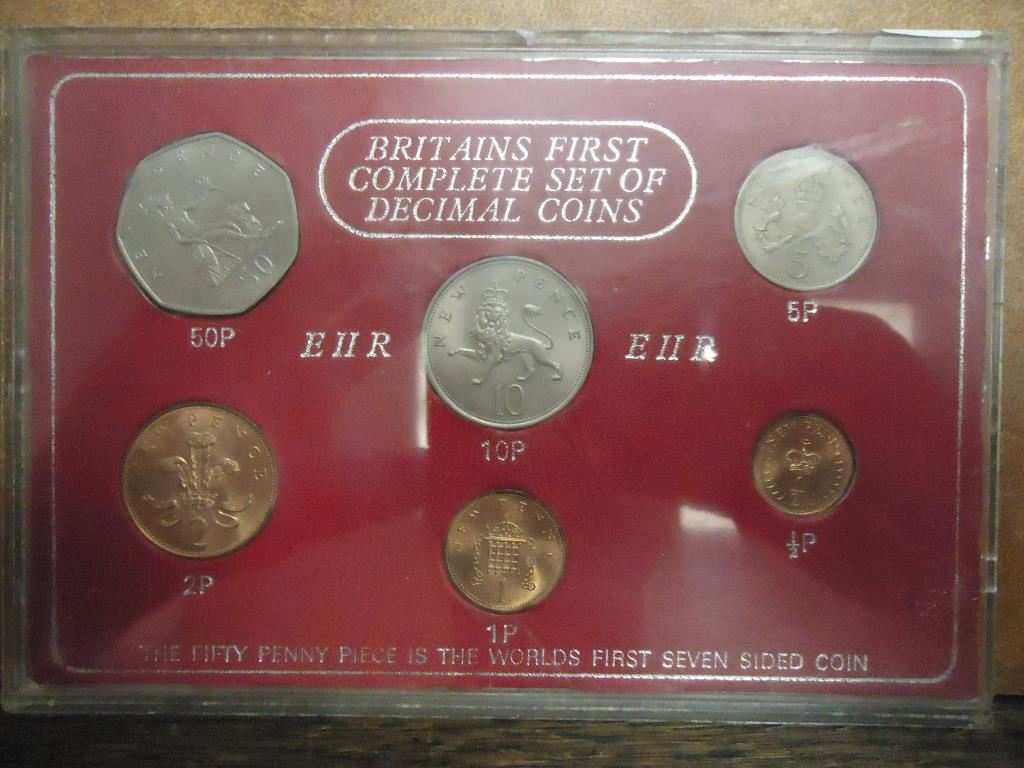 BRITAINS FIRST
COMPLETE SET OF
DECIMAL COINS
NEW PENCE
50
50P
E II R
NEW PENCE
10
10P
E II R
PENCE
5
5P
NEW PENCE
2
2P
NEW PENNY
1
1P
½P
THE FIFTY PENNY PIECE IS THE WORLDS FIRST SEVEN SIDED COIN